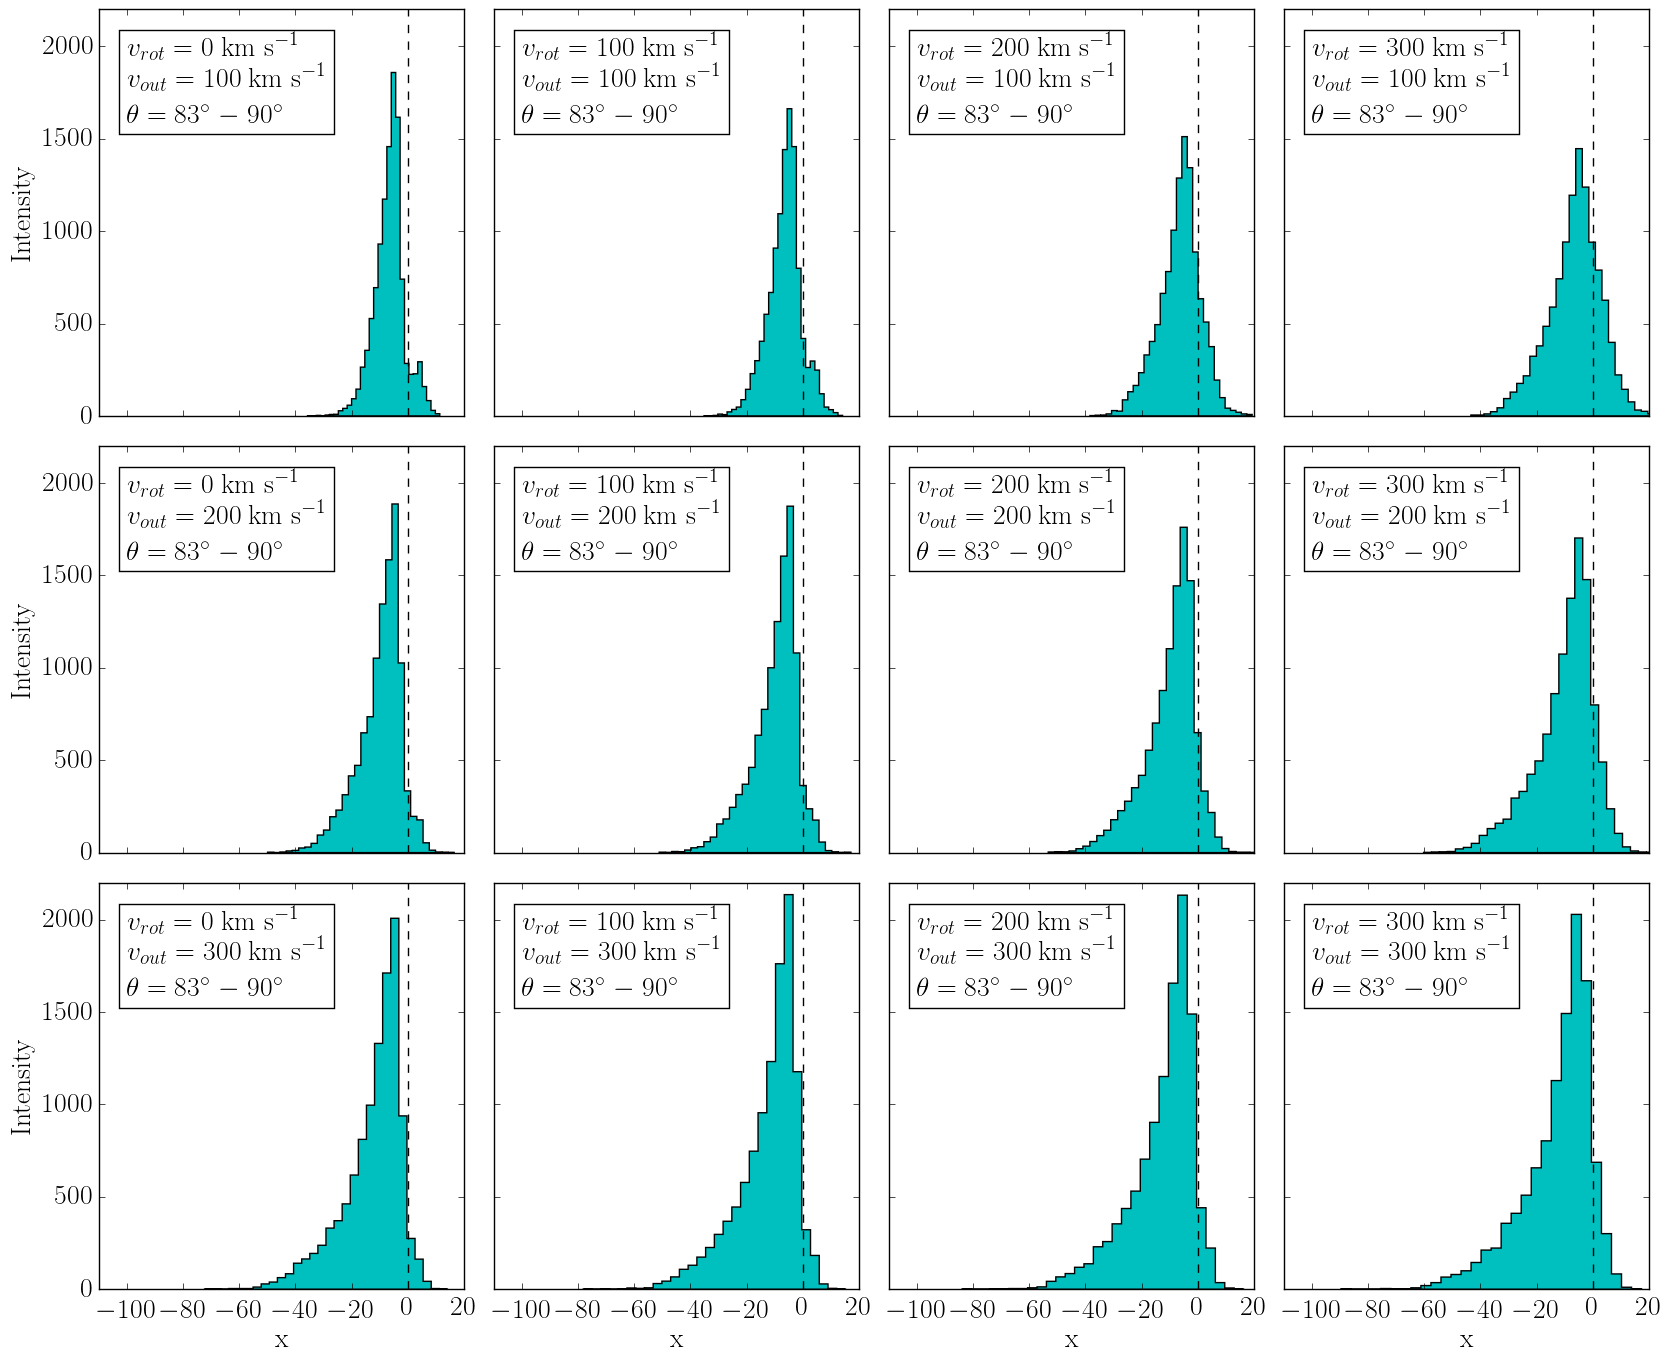 v_rot = 0 km s^−1
v_out = 100 km s^−1
θ = 83° − 90°
v_rot = 100 km s^−1
v_out = 100 km s^−1
θ = 83° − 90°
v_rot = 200 km s^−1
v_out = 100 km s^−1
θ = 83° − 90°
v_rot = 300 km s^−1
v_out = 100 km s^−1
θ = 83° − 90°
2000
1500
1000
500
0
Intensity
v_rot = 0 km s^−1
v_out = 200 km s^−1
θ = 83° − 90°
v_rot = 100 km s^−1
v_out = 200 km s^−1
θ = 83° − 90°
v_rot = 200 km s^−1
v_out = 200 km s^−1
θ = 83° − 90°
v_rot = 300 km s^−1
v_out = 200 km s^−1
θ = 83° − 90°
2000
1500
1000
500
0
Intensity
v_rot = 0 km s^−1
v_out = 300 km s^−1
θ = 83° − 90°
v_rot = 100 km s^−1
v_out = 300 km s^−1
θ = 83° − 90°
v_rot = 200 km s^−1
v_out = 300 km s^−1
θ = 83° − 90°
v_rot = 300 km s^−1
v_out = 300 km s^−1
θ = 83° − 90°
2000
1500
1000
500
0
Intensity
−100 −80 −60 −40 −20 0 20
−100 −80 −60 −40 −20 0 20
−100 −80 −60 −40 −20 0 20
−100 −80 −60 −40 −20 0 20
x
x
x
x